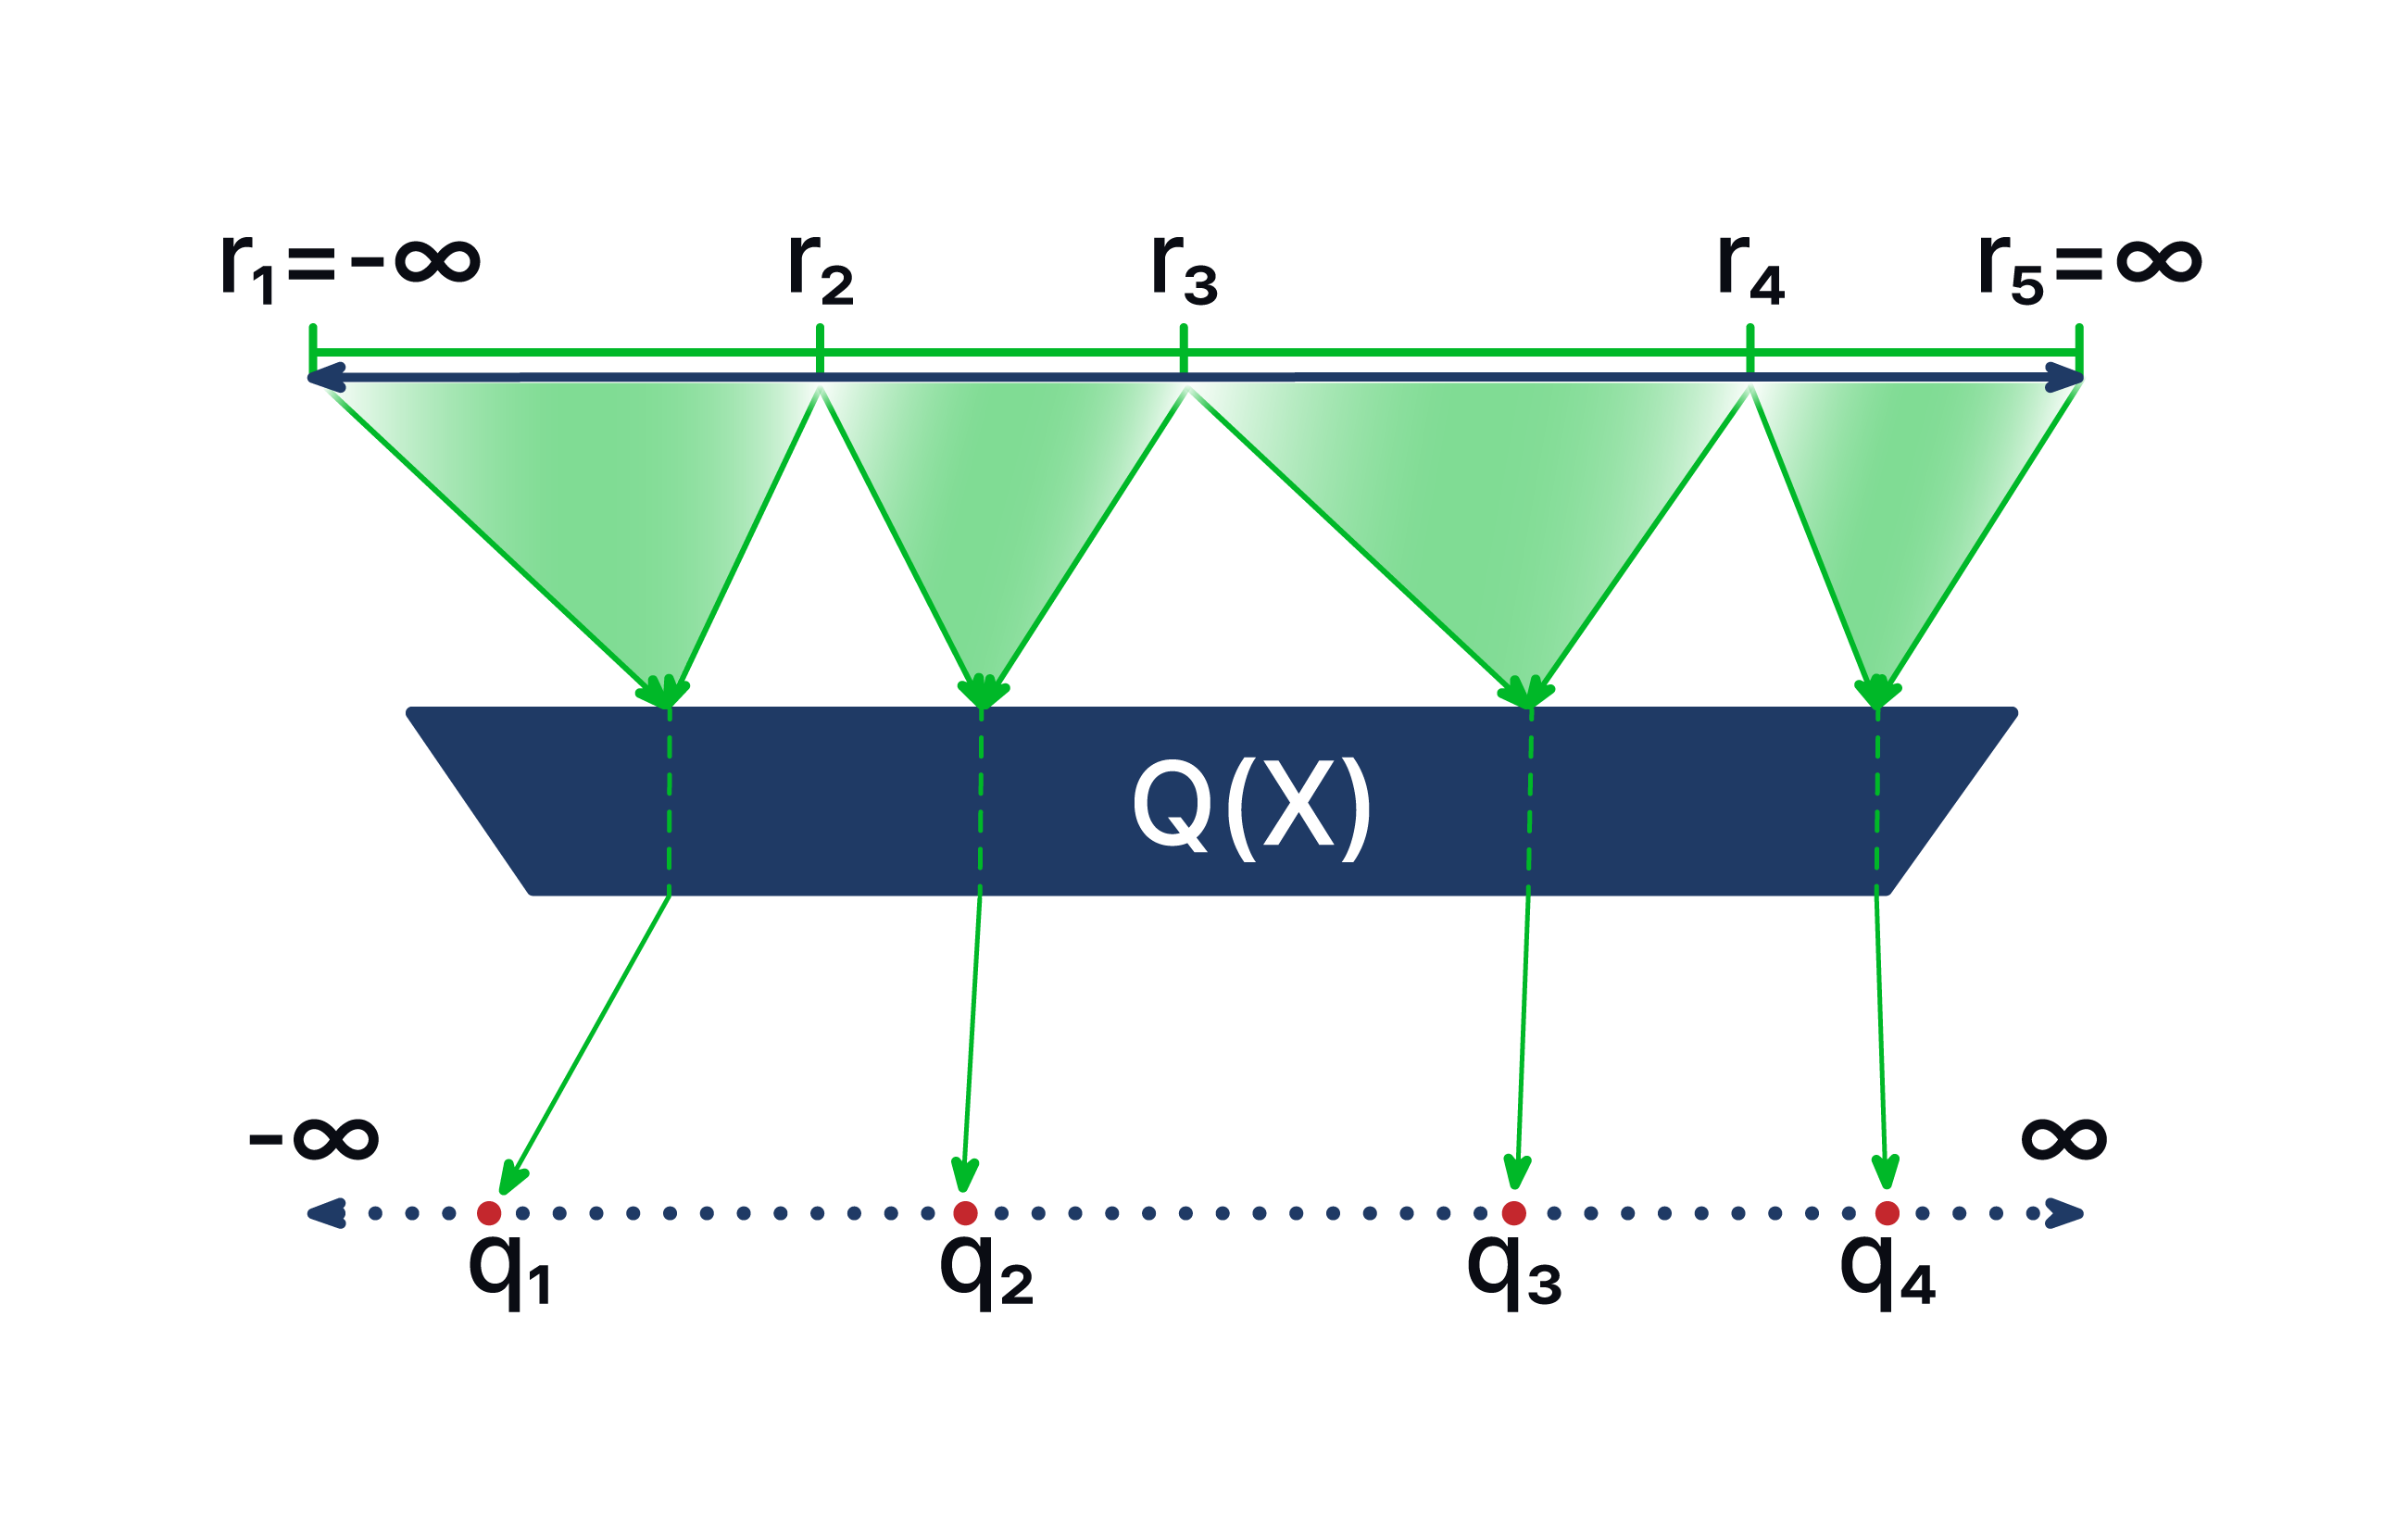 r₁=-∞ r₂ r₃ r₄ r₅=∞
Q(X)
-∞ ∞
q₁ q₂ q₃ q₄